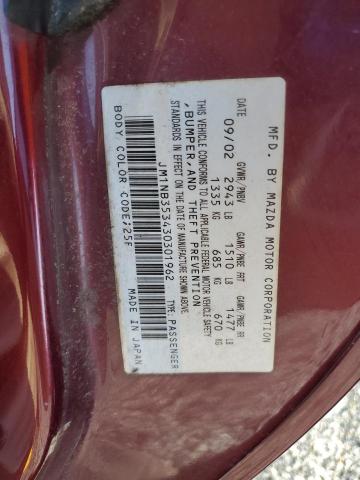 MFD. BY MAZDA MOTOR CORPORATION
DATE GVWR/PNBV GAWR/PNBE FRT GAWR/PNBE RR
09/02 2943 LB 1510 LB 1477 LB
1335 KG 685 KG 670 KG
THIS VEHICLE CONFORMS TO ALL APPLICABLE FEDERAL MOTOR VEHICLE SAFETY
, BUMPER, AND THEFT PREVENTION
STANDARDS IN EFFECT ON THE DATE OF MANUFACTURE SHOWN ABOVE.
JM1NB353430301962 TYPE: PASSENGER
BODY COLOR CODE;25F MADE IN JAPAN